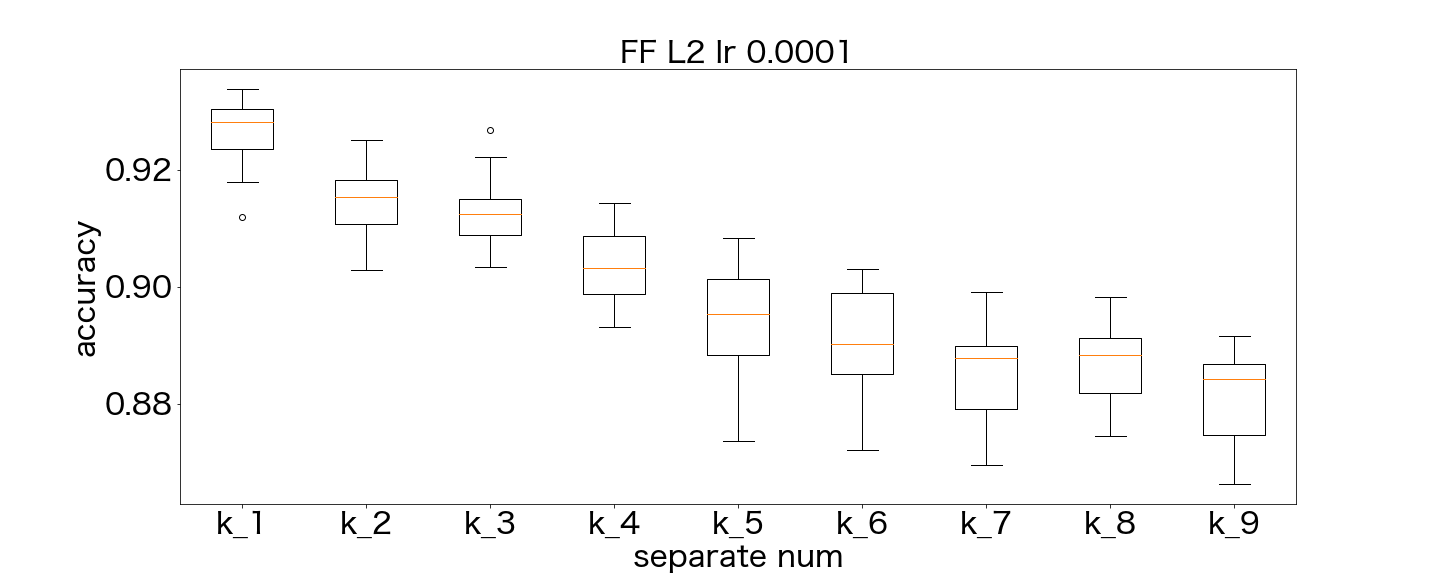 FF L2 lr 0.0001
accuracy
0.92
0.90
0.88
k_1 k_2 k_3 k_4 k_5 k_6 k_7 k_8 k_9
separate num